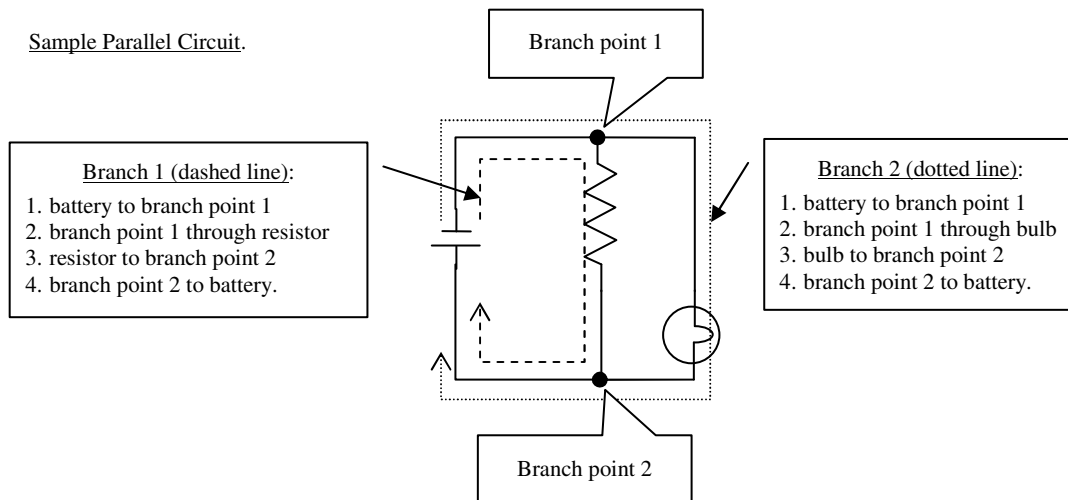 Sample Parallel Circuit.
Branch point 1
Branch 1 (dashed line):
1. battery to branch point 1
2. branch point 1 through resistor
3. resistor to branch point 2
4. branch point 2 to battery.
Branch 2 (dotted line):
1. battery to branch point 1
2. branch point 1 through bulb
3. bulb to branch point 2
4. branch point 2 to battery.
Branch point 2